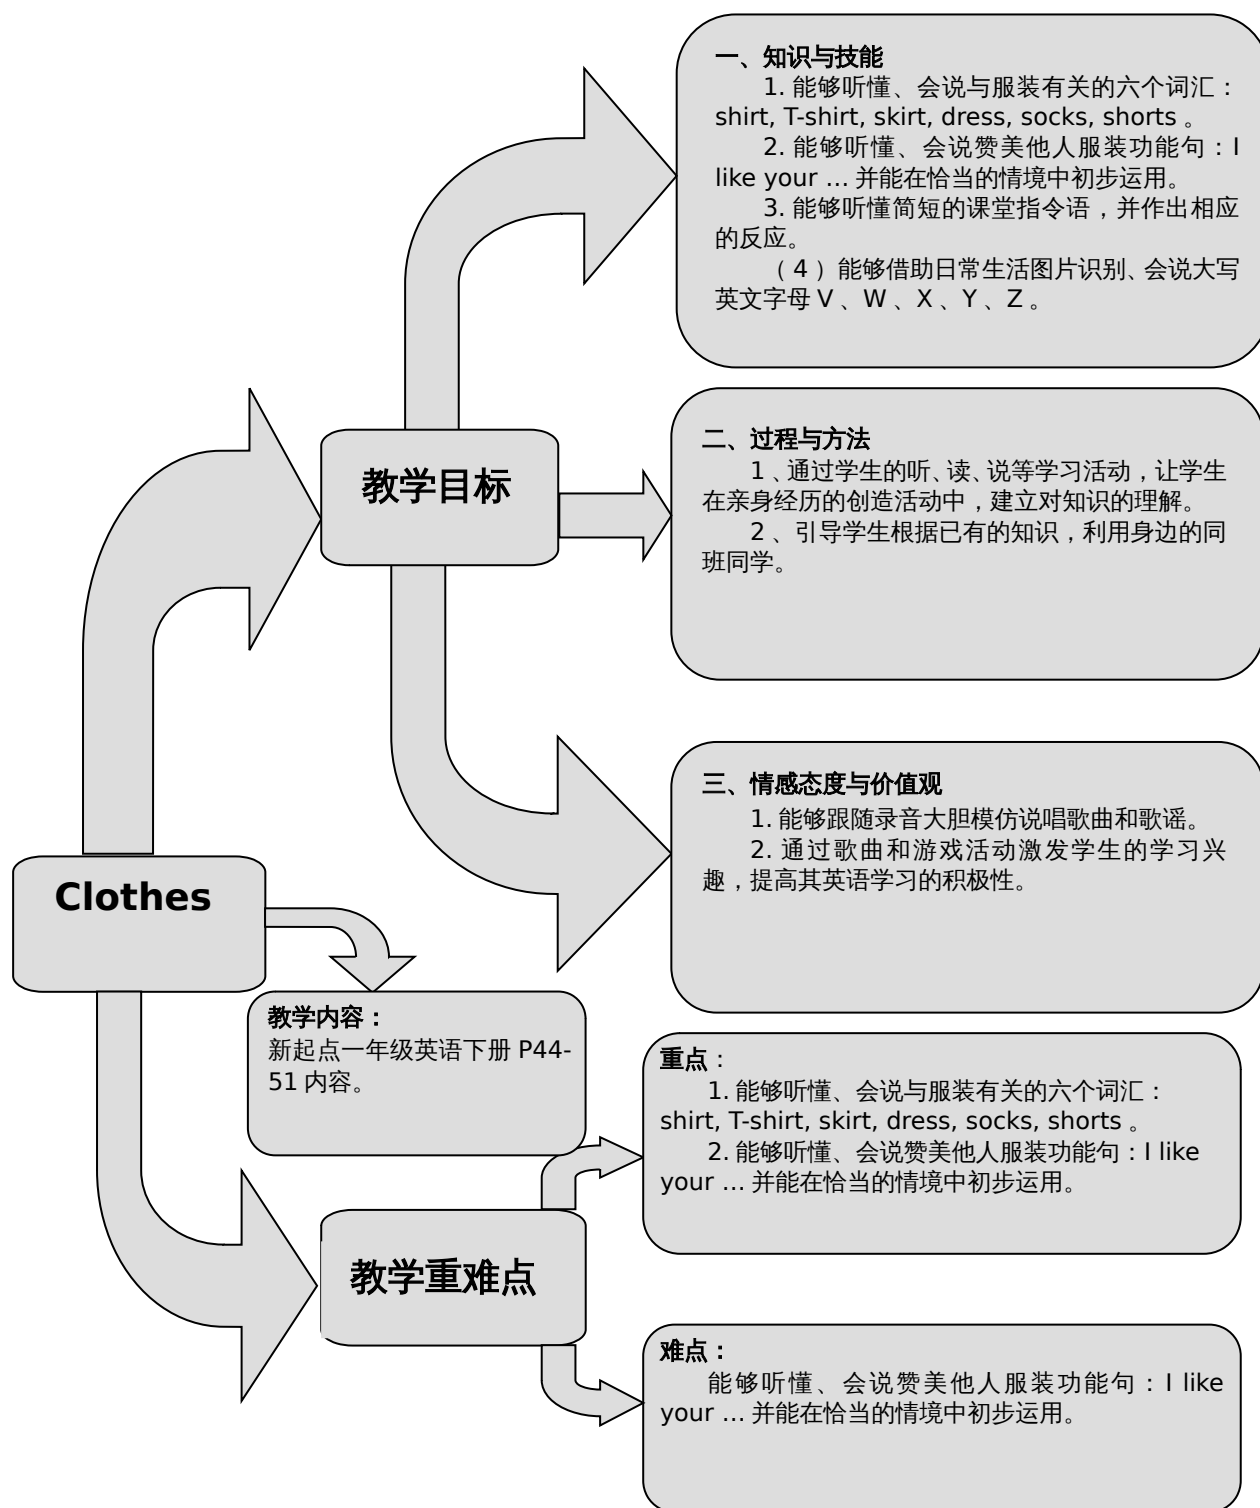 一、知识与技能
1. 能够听懂、会说与服装有关的六个词汇：
shirt, T-shirt, skirt, dress, socks, shorts 。
2. 能够听懂、会说赞美他人服装功能句：I
like your … 并能在恰当的情境中初步运用。
3. 能够听懂简短的课堂指令语，并作出相应
的反应。
（ 4 ）能够借助日常生活图片识别、会说大写
英文字母 V 、W 、X 、Y 、Z 。
教学目标
二、过程与方法
1 、通过学生的听、读、说等学习活动，让学生
在亲身经历的创造活动中，建立对知识的理解。
2 、引导学生根据已有的知识，利用身边的同
班同学。
三、情感态度与价值观
1. 能够跟随录音大胆模仿说唱歌曲和歌谣。
2. 通过歌曲和游戏活动激发学生的学习兴
趣，提高其英语学习的积极性。
Clothes
教学内容：
新起点一年级英语下册 P44-
51 内容。
重点：
1. 能够听懂、会说与服装有关的六个词汇：
shirt, T-shirt, skirt, dress, socks, shorts 。
2. 能够听懂、会说赞美他人服装功能句：I like
your … 并能在恰当的情境中初步运用。
教学重难点
难点：
能够听懂、会说赞美他人服装功能句：I like
your … 并能在恰当的情境中初步运用。